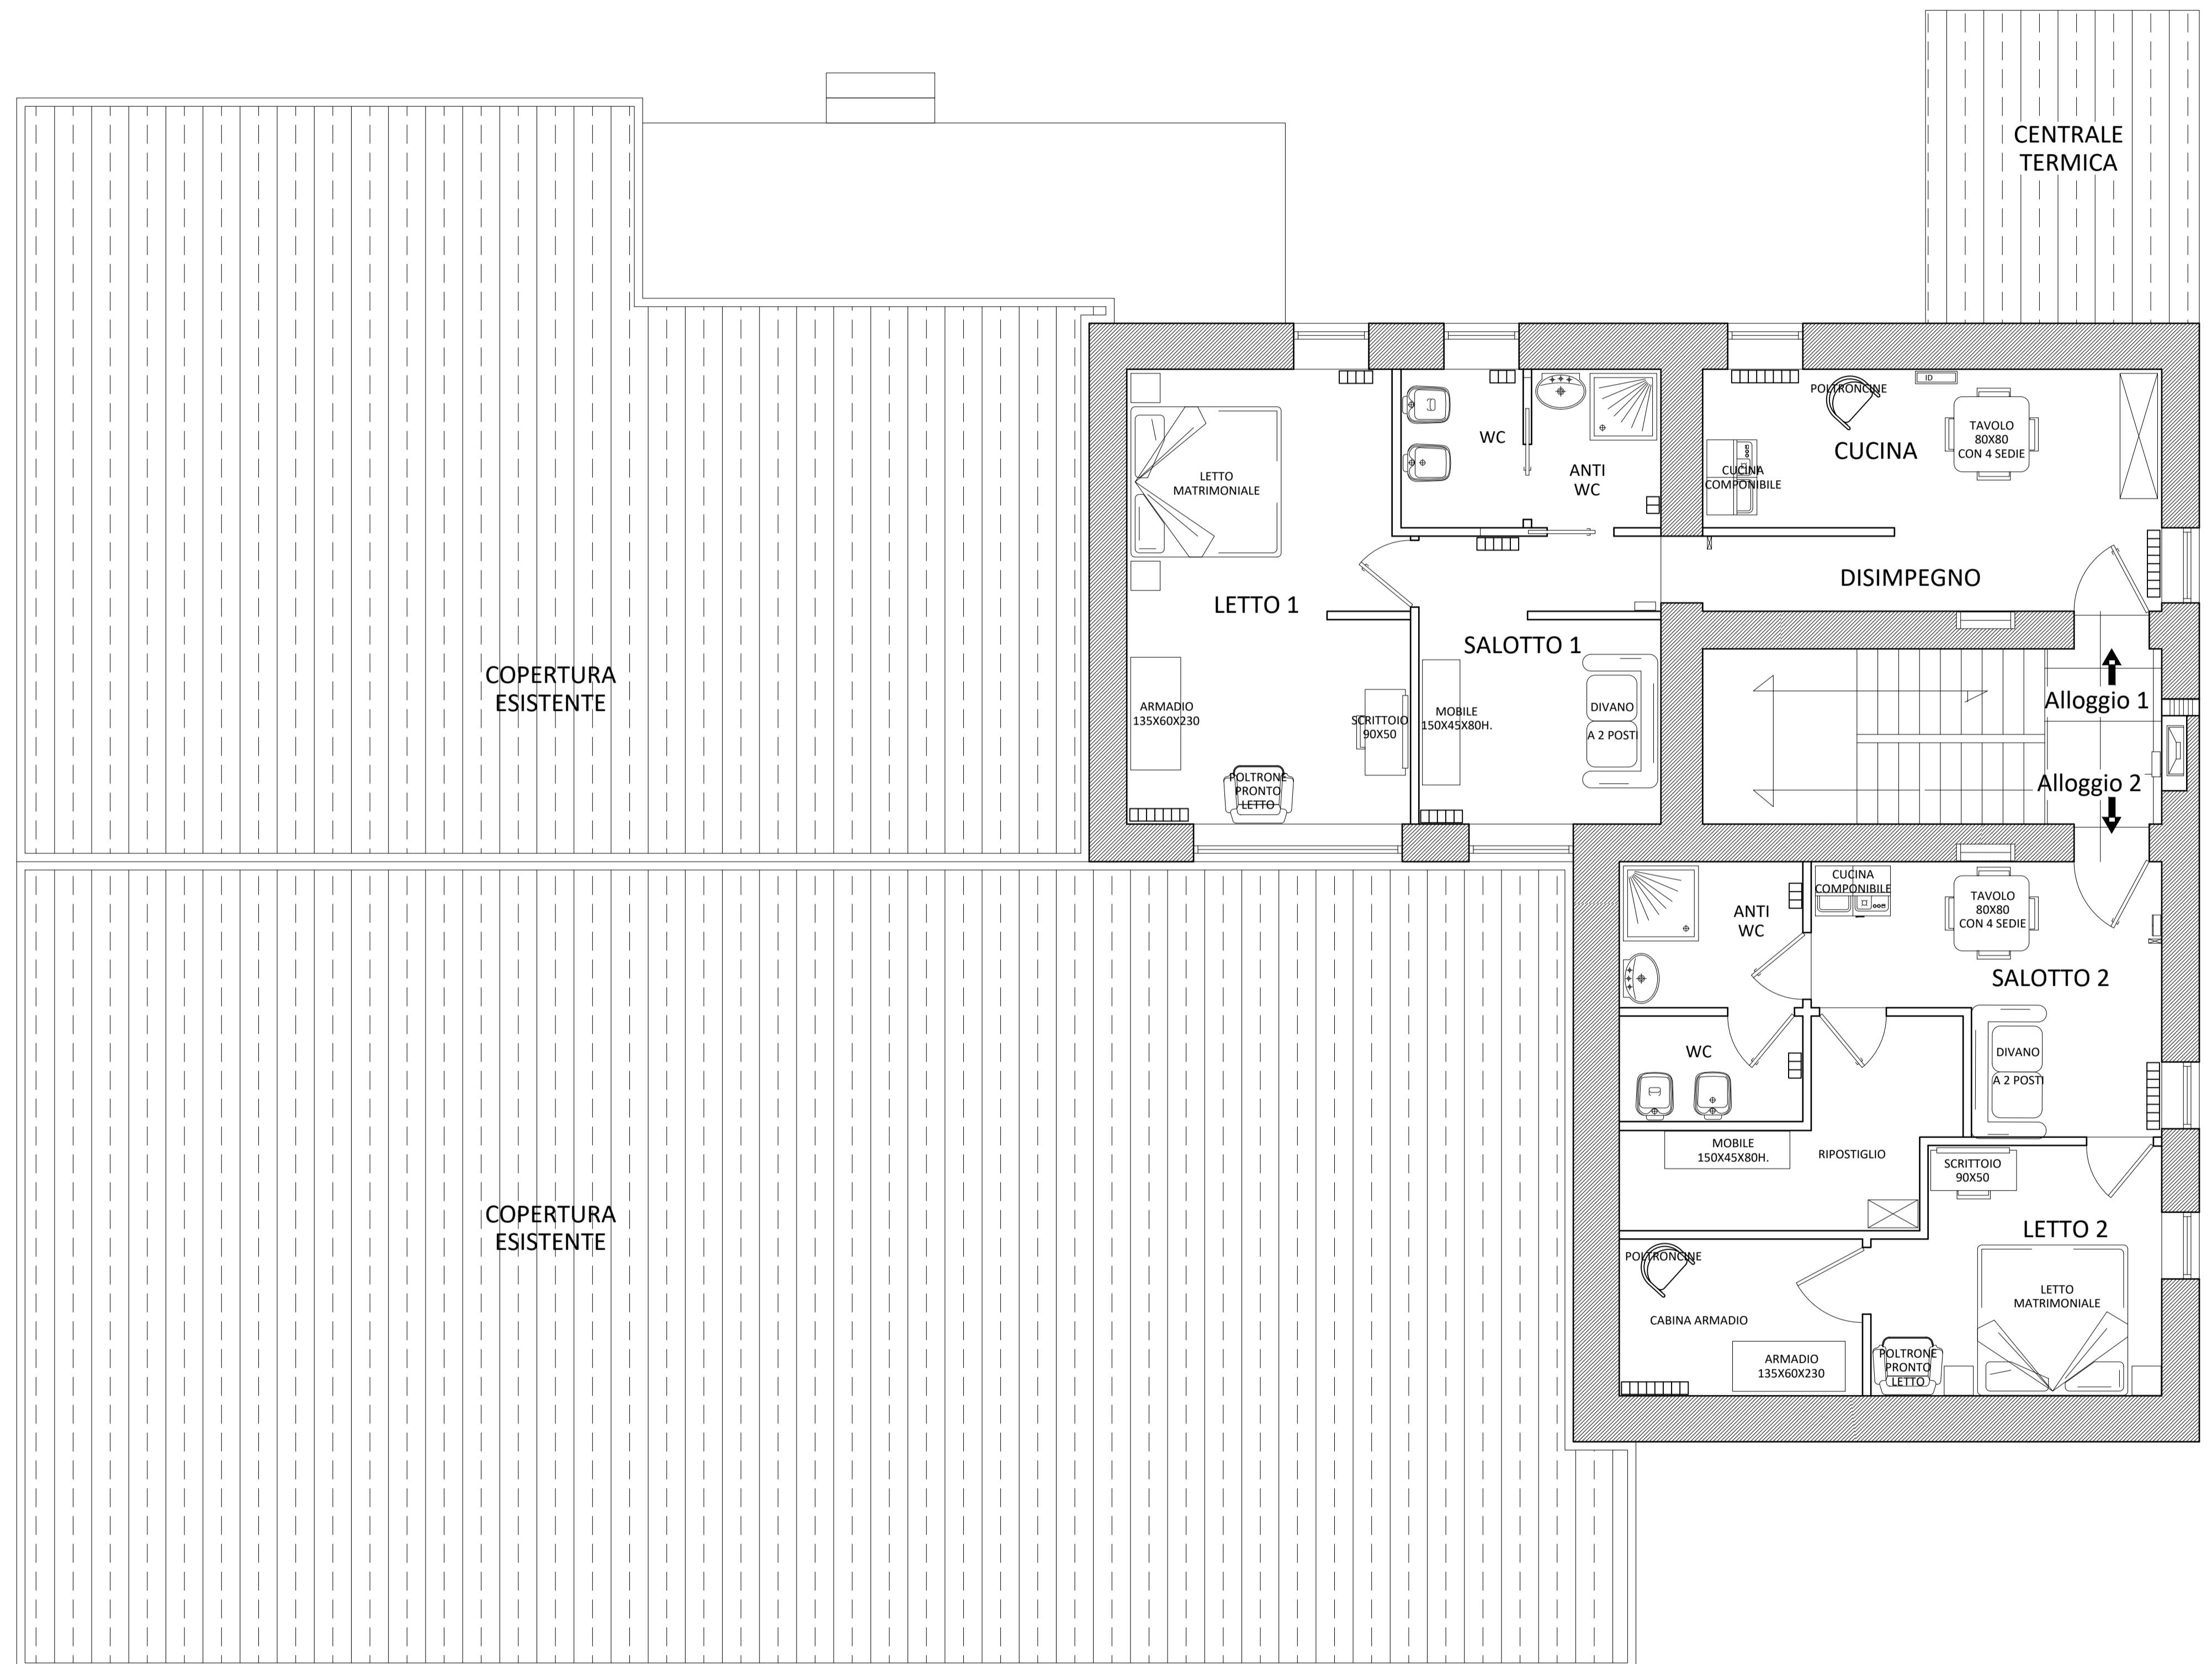 CENTRALE
TERMICA
POLTRONCINE
ID
TAVOLO
80X80
CON 4 SEDIE
CUCINA
WC
ANTI
WC
CUCINA
COMPONIBILE
LETTO
MATRIMONIALE
DISIMPEGNO
LETTO 1
SALOTTO 1
COPERTURA
ESISTENTE
ARMADIO
135X60X230
SCRITTOIO
90X50
MOBILE
150X45X80H.
DIVANO
A 2 POSTI
Alloggio 1
Alloggio 2
POLTRONE
PRONTO
LETTO
CUCINA
COMPONIBILE
TAVOLO
80X80
CON 4 SEDIE
ANTI
WC
SALOTTO 2
WC
DIVANO
A 2 POSTI
MOBILE
150X45X80H.
RIPOSTIGLIO
SCRITTOIO
90X50
COPERTURA
ESISTENTE
LETTO 2
POLTRONCINE
LETTO
MATRIMONIALE
CABINA ARMADIO
ARMADIO
135X60X230
POLTRONE
PRONTO
LETTO